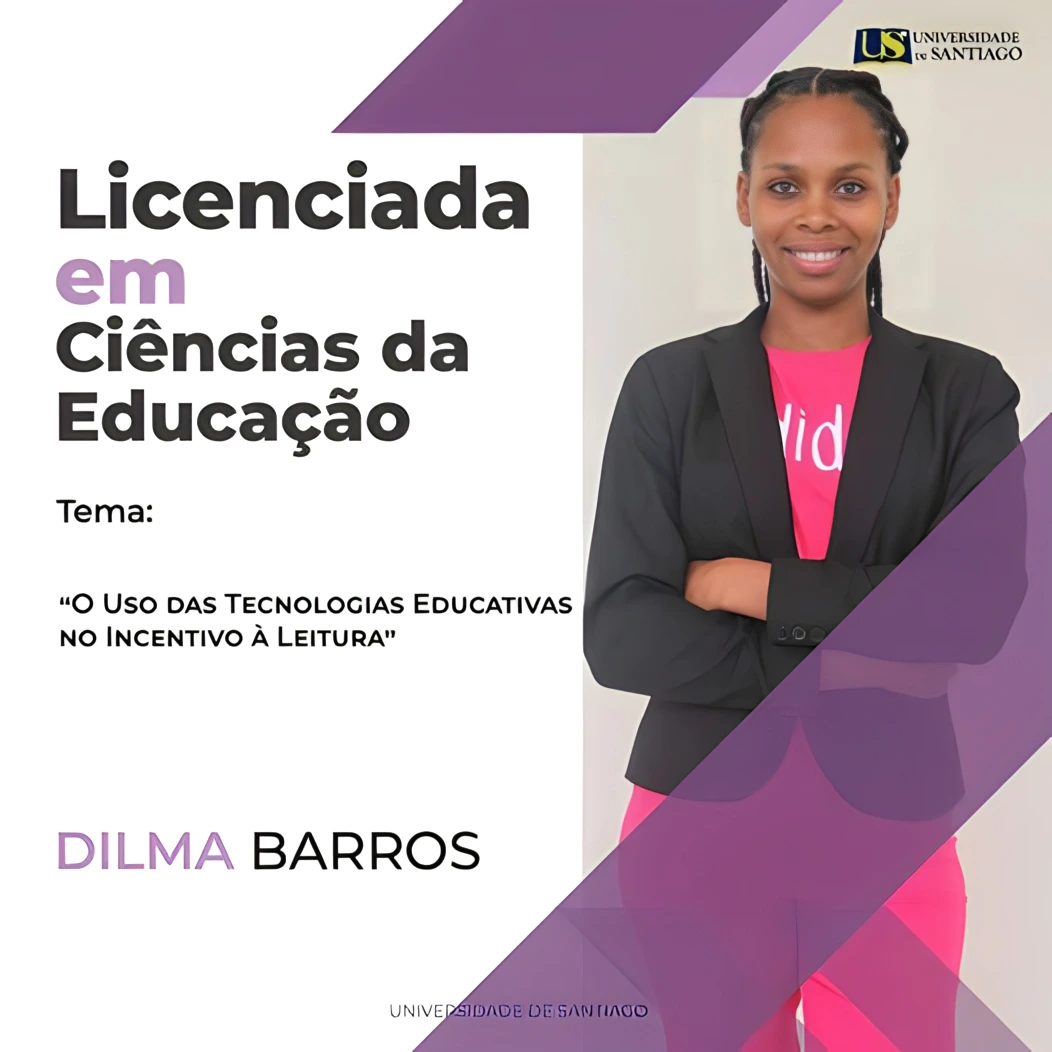 US UNIVERSIDADE
DE SANTIAGO
Licenciada
em
Ciências da
Educação
Tema:
“O USO DAS TECNOLOGIAS EDUCATIVAS
NO INCENTIVO À LEITURA”
DILMA BARROS
UNIVERSIDADE DE SANTIAGO